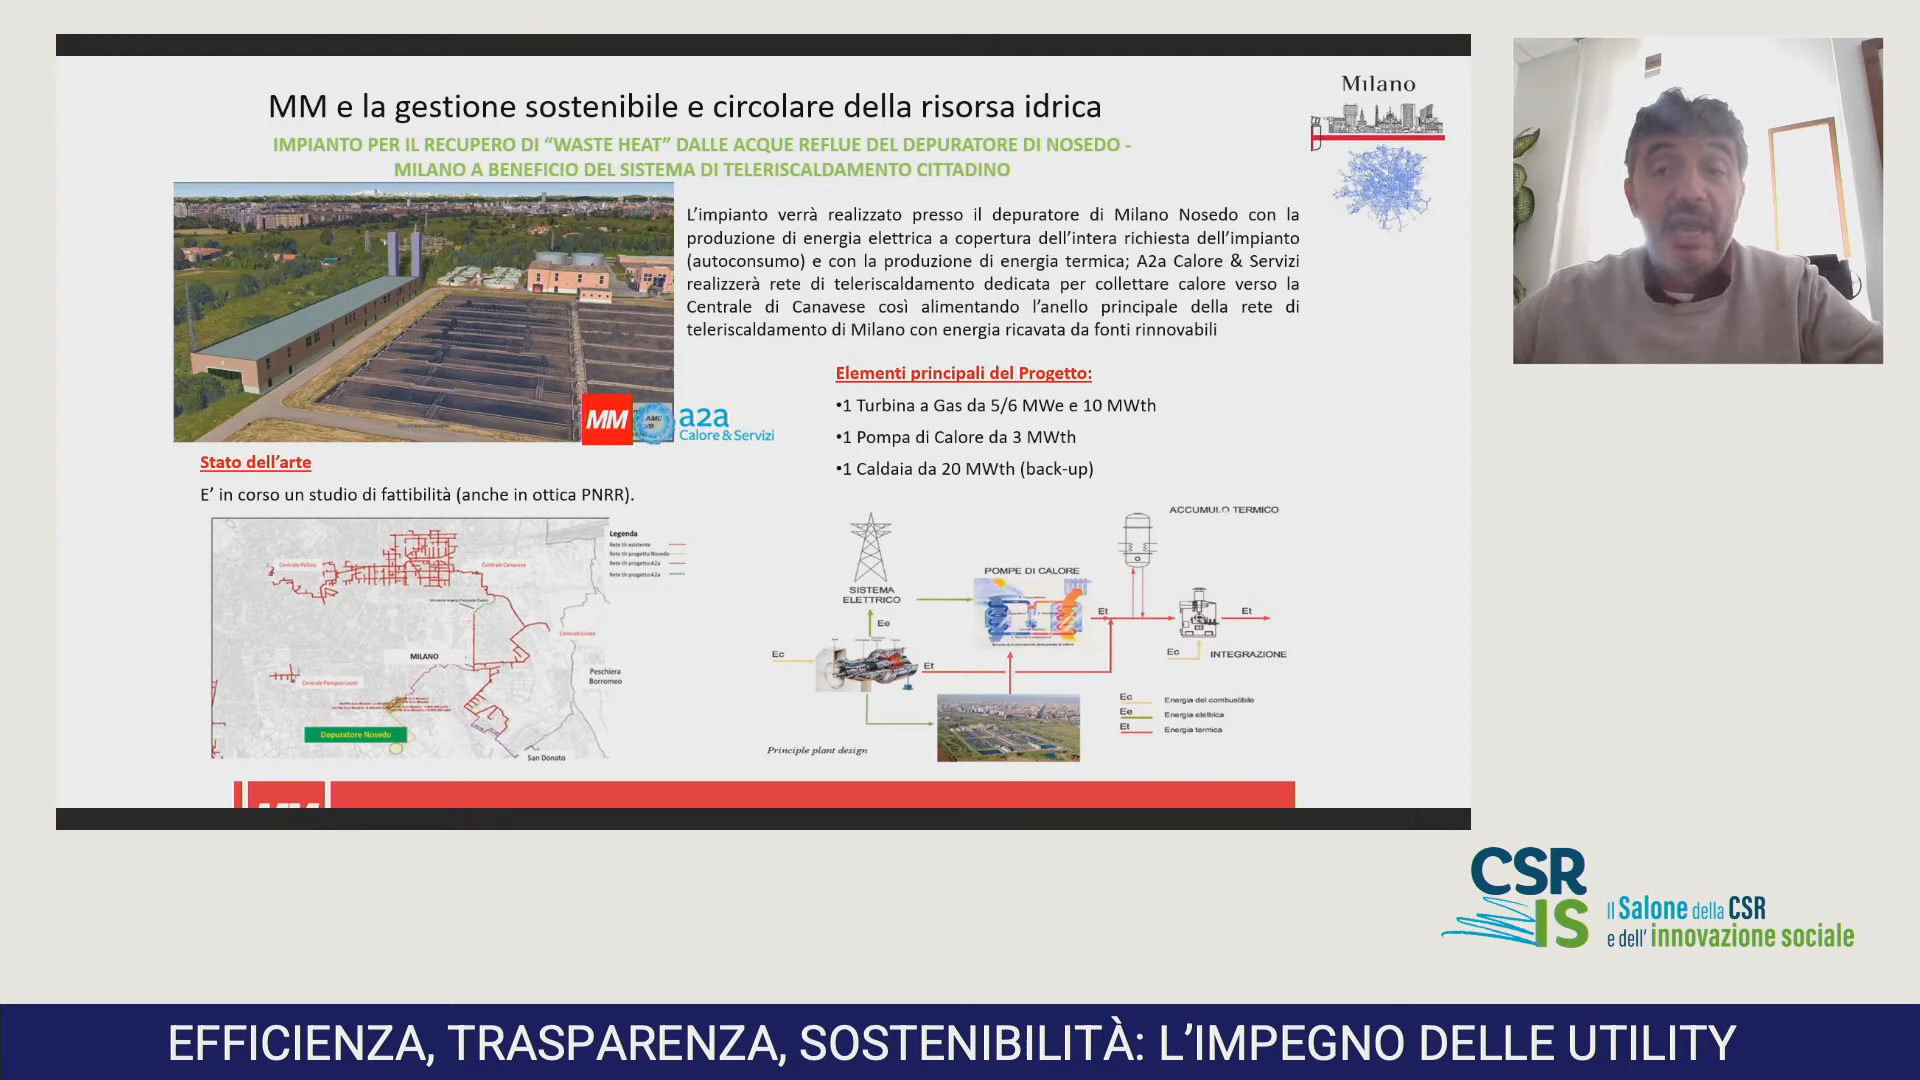 MM e la gestione sostenibile e circolare della risorsa idrica
IMPIANTO PER IL RECUPERO DI “WASTE HEAT” DALLE ACQUE REFLUE DEL DEPURATORE DI NOSEDO -
MILANO A BENEFICIO DEL SISTEMA DI TELERISCALDAMENTO CITTADINO
Milano
L’impianto verrà realizzato presso il depuratore di Milano Nosedo con la
produzione di energia elettrica a copertura dell’intera richiesta dell’impianto
(autoconsumo) e con la produzione di energia termica; A2a Calore & Servizi
realizzerà rete di teleriscaldamento dedicata per collettare calore verso la
Centrale di Canavese così alimentando l’anello principale della rete di
teleriscaldamento di Milano con energia ricavata da fonti rinnovabili
MM
a2a
Calore & Servizi
Elementi principali del Progetto:
•1 Turbina a Gas da 5/6 MWe e 10 MWth
•1 Pompa di Calore da 3 MWth
•1 Caldaia da 20 MWth (back-up)
Stato dell’arte
E’ in corso un studio di fattibilità (anche in ottica PNRR).
Legenda
Rete tlr esistente
Rete tlr progetto Nosedo
Rete tlr progetto A2a
Rete tlr progetto A2a
Centrale Canavese
Centrale Linate
MILANO
Peschiera
Borromeo
Depuratore Nosedo
San Donato
ACCUMULO TERMICO
POMPE DI CALORE
SISTEMA
ELETTRICO
Ee
Et
Et
Ec
Et
Ec
INTEGRAZIONE
Ec
Energia del combustibile
Ee
Energia elettrica
Et
Energia termica
Principle plant design
CSR
IS
Il Salone della CSR
e dell’ innovazione sociale
EFFICIENZA, TRASPARENZA, SOSTENIBILITÀ: L’IMPEGNO DELLE UTILITY